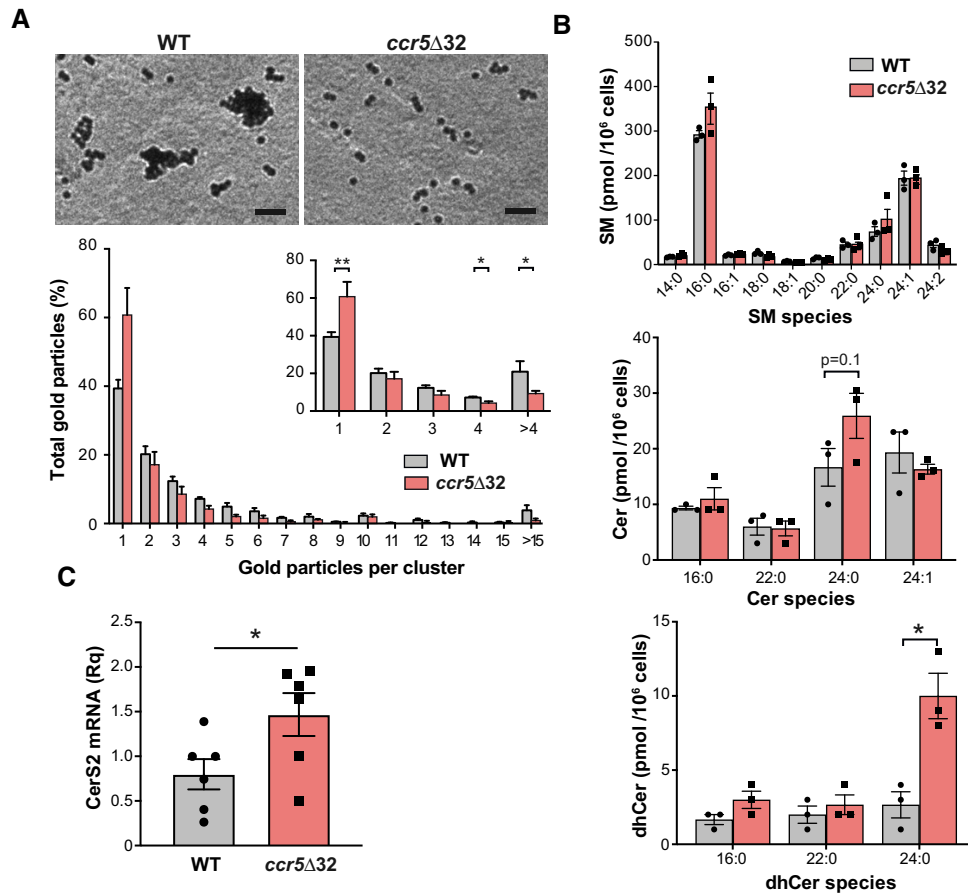 A
WT
ccr5Δ32
Total gold particles (%)
80
60
40
20
0
1 2 3 4 5 6 7 8 9 10 11 12 13 14 15 >15
Gold particles per cluster
80
60
40
20
0
** * *
1 2 3 4 >4
WT
ccr5Δ32
B
SM (pmol /10⁶ cells)
500
400
300
200
100
0
WT
ccr5Δ32
14:0 16:0 16:1 18:0 18:1 20:0 22:0 24:0 24:1 24:2
SM species
Cer (pmol /10⁶ cells)
40
30
20
10
0
p=0.1
16:0 22:0 24:0 24:1
Cer species
dhCer (pmol /10⁶ cells)
15
10
5
0
*
16:0 22:0 24:0
dhCer species
C
CerS2 mRNA (Rq)
2.5
2.0
1.5
1.0
0.5
0
*
WT ccr5Δ32